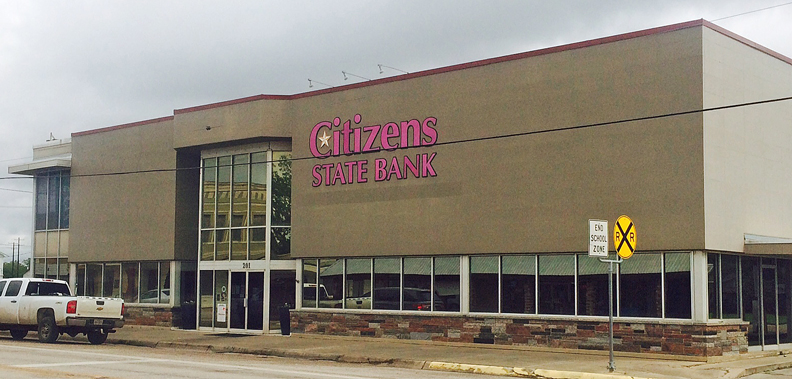 Citizens
STATE BANK
201
END
SCHOOL
ZONE
R R